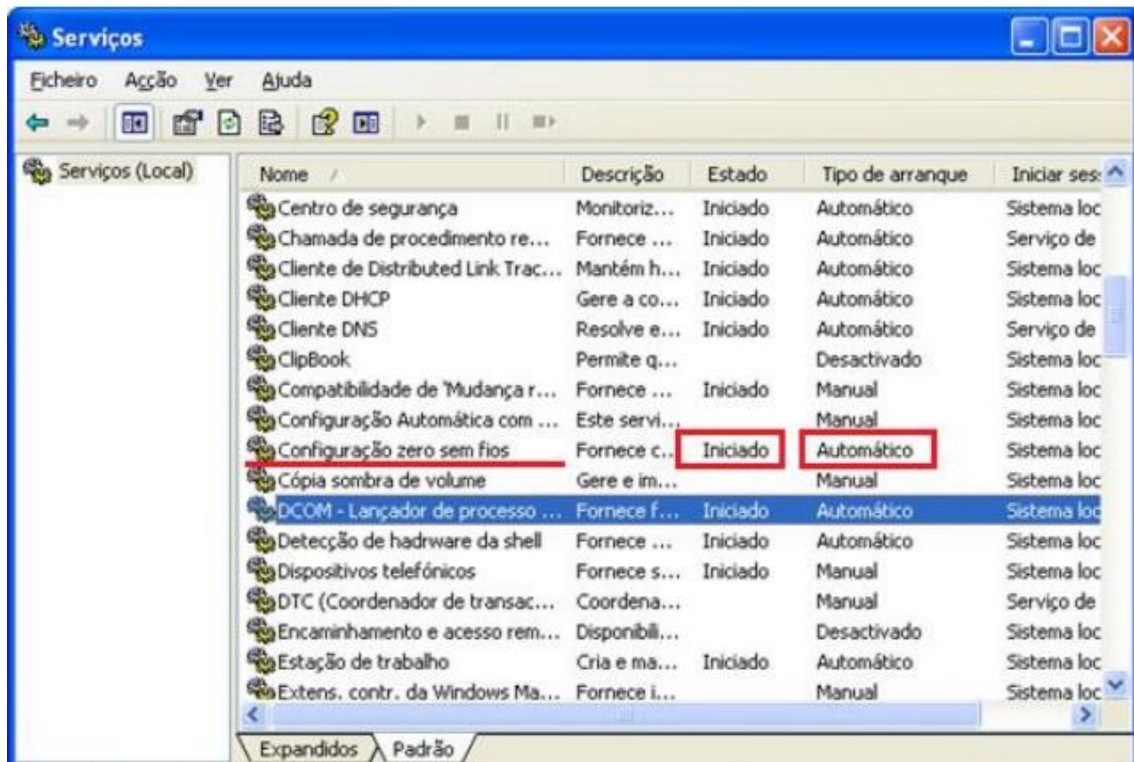 Serviços
Ficheiro Acção Ver Ajuda
Serviços (Local)
Nome Descrição Estado Tipo de arranque Iniciar ses:
Centro de segurança Monitoriz... Iniciado Automático Sistema loc
Chamada de procedimento re... Fornece ... Iniciado Automático Serviço de
Cliente de Distributed Link Trac... Mantém h... Iniciado Automático Sistema loc
Cliente DHCP Gere a co... Iniciado Automático Sistema loc
Cliente DNS Resolve e... Iniciado Automático Serviço de
ClipBook Permite q... Desactivado Sistema loc
Compatibilidade de 'Mudança r... Fornece ... Iniciado Manual Sistema loc
Configuração Automática com ... Este servi... Manual Sistema loc
Configuração zero sem fios Fornece c... Iniciado Automático Sistema loc
Cópia sombra de volume Gere e im... Manual Sistema loc
DCOM - Lançador de processo ... Fornece f... Iniciado Automático Sistema loc
Detecção de hadrware da shell Fornece ... Iniciado Automático Sistema loc
Dispositivos telefónicos Fornece s... Iniciado Manual Sistema loc
DTC (Coordenador de transac... Coordena... Manual Serviço de
Encaminhamento e acesso rem... Disponibili... Desactivado Sistema loc
Estação de trabalho Cria e ma... Iniciado Automático Sistema loc
Extens. contr. da Windows Ma... Fornece i... Manual Sistema loc
Expandidos Padrão